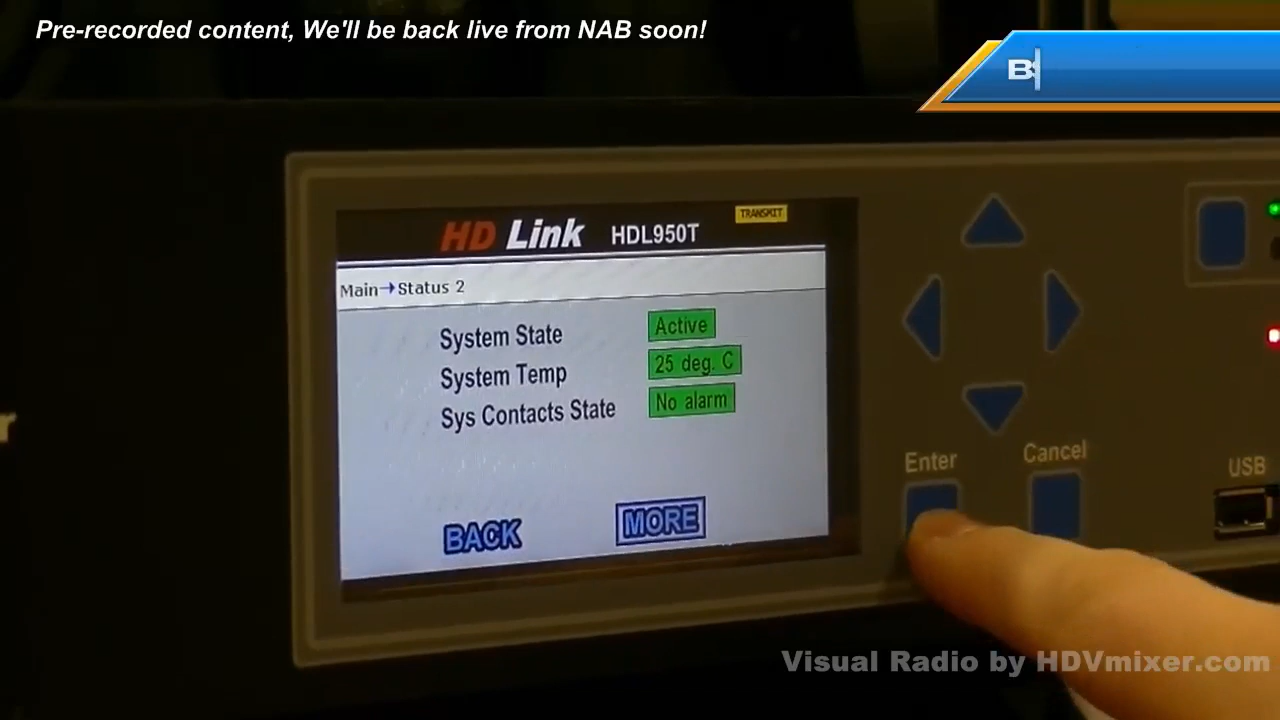 Pre-recorded content, We'll be back live from NAB soon!
HD Link HDL950T
TRANSMIT
Main→Status 2
System State Active
System Temp 25 deg. C
Sys Contacts State No alarm
BACK MORE
Enter
Cancel
USB
Visual Radio by HDVmixer.com